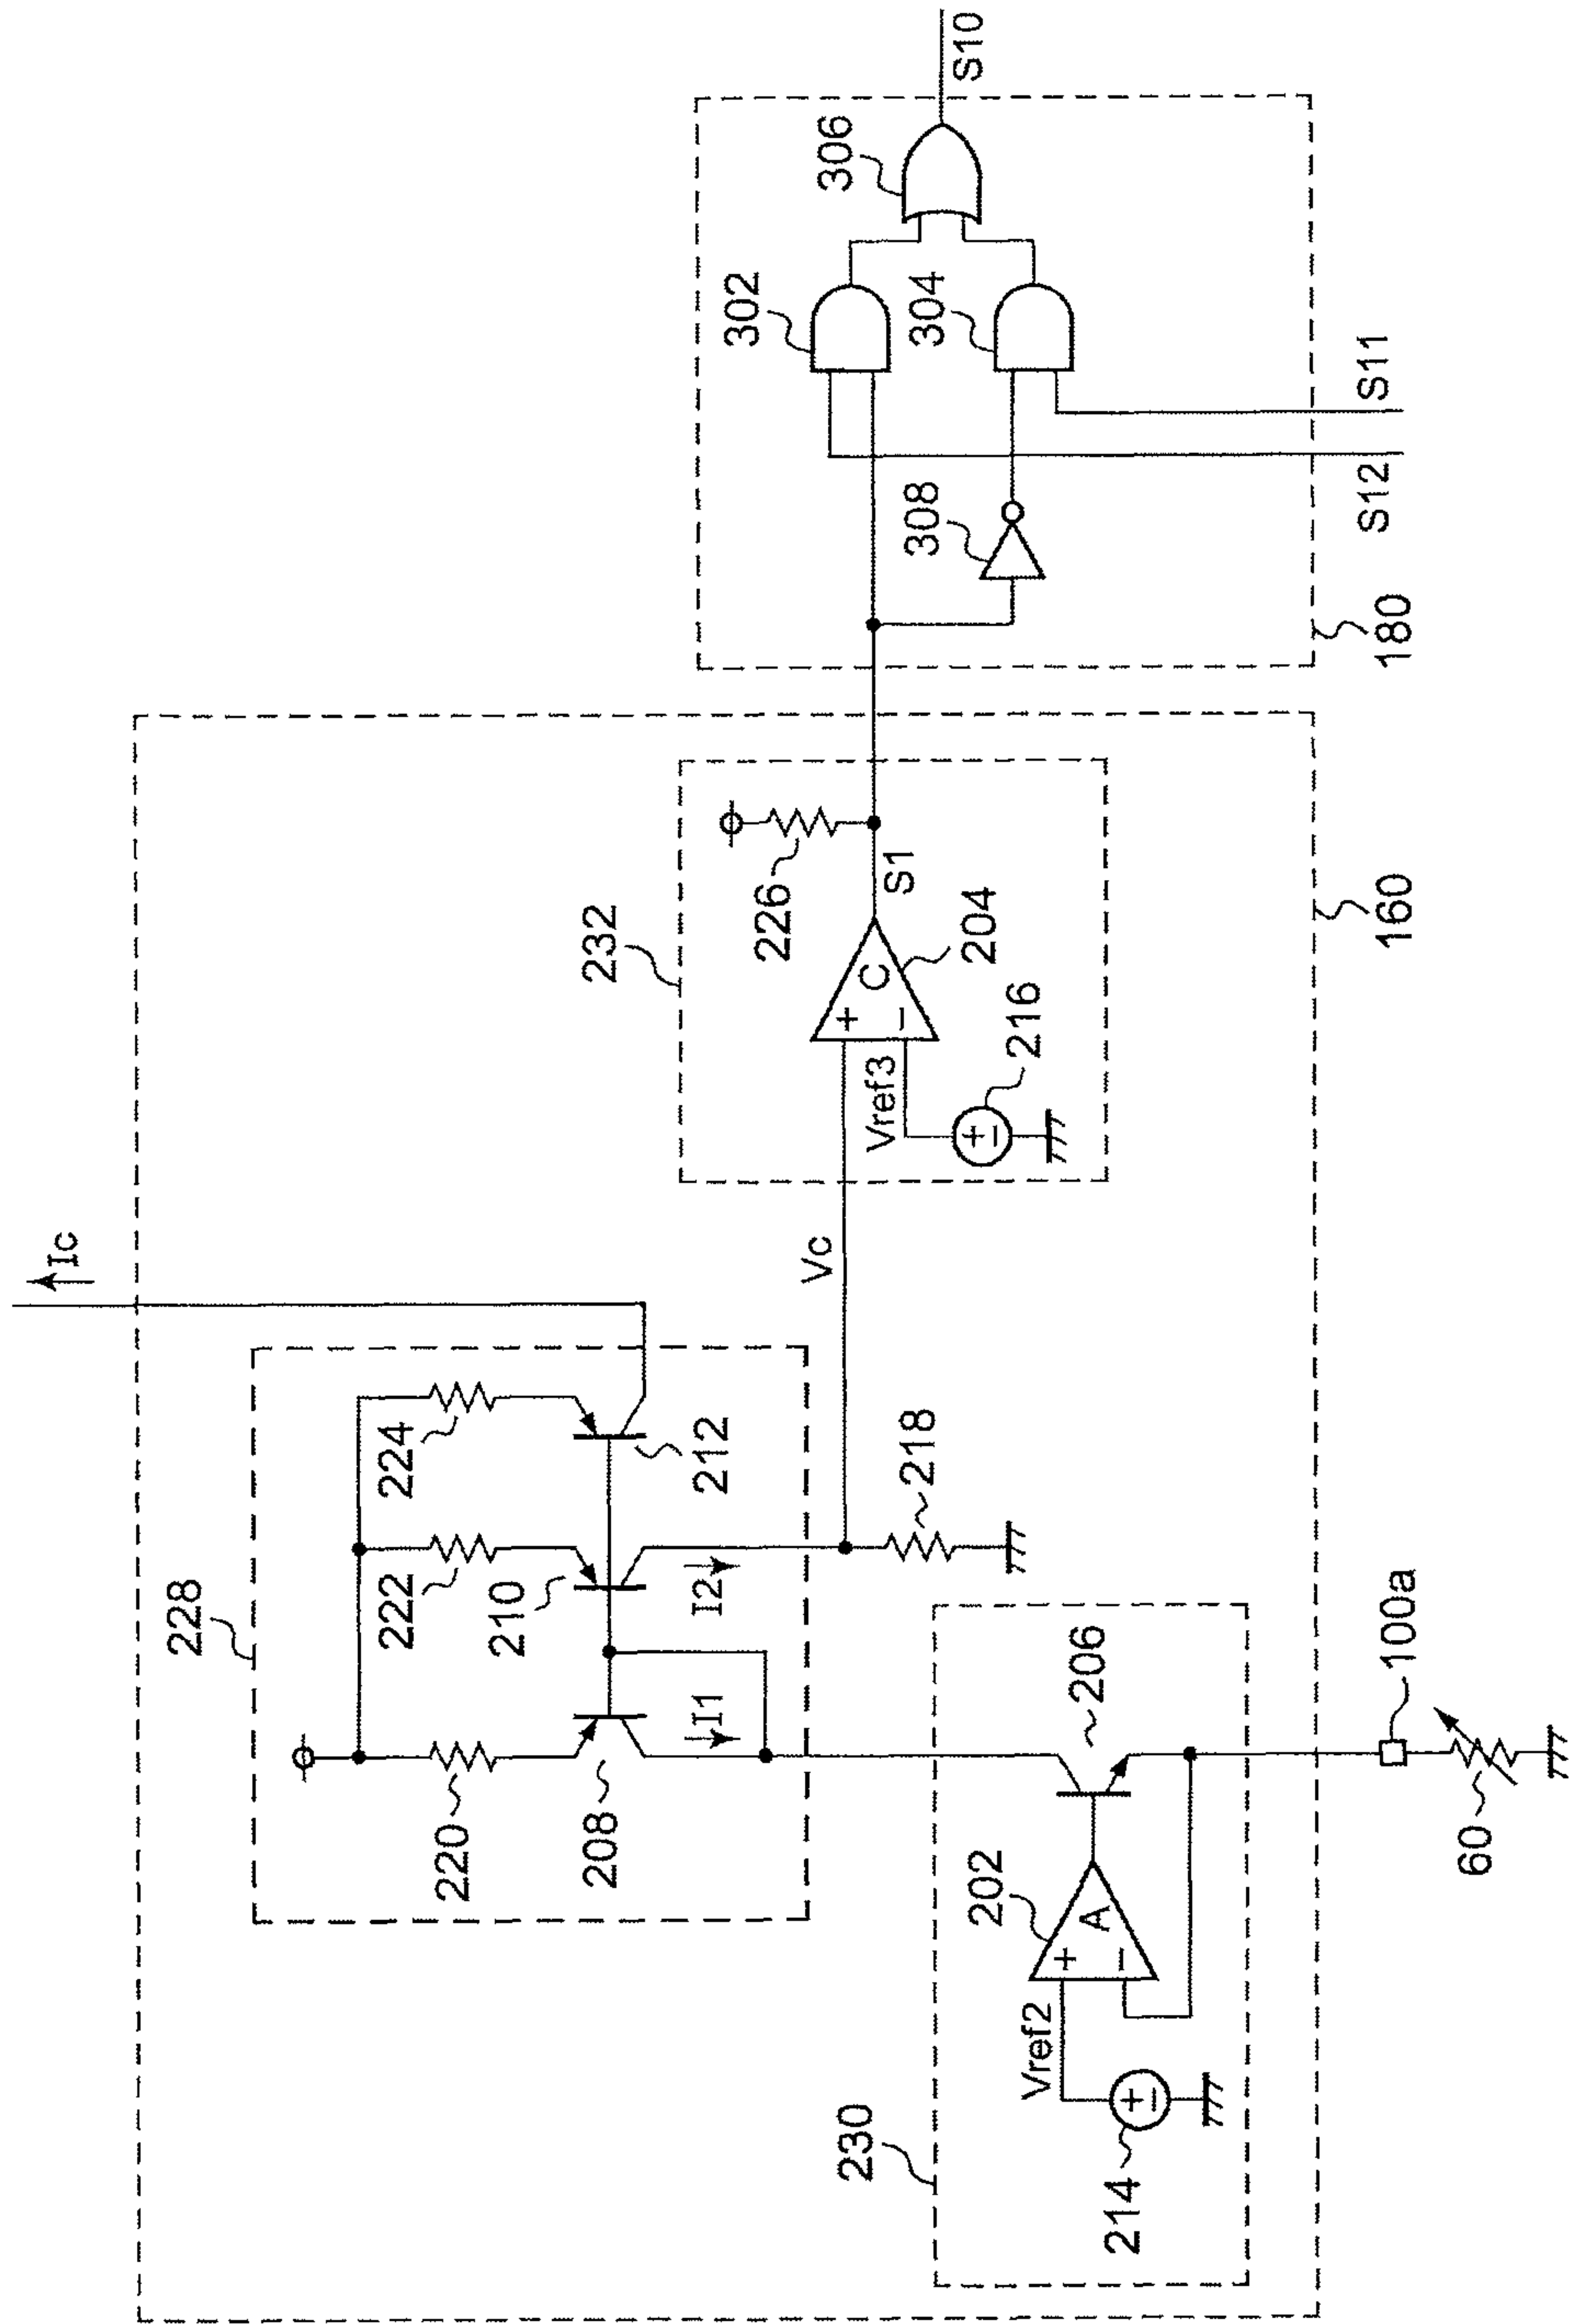 Ic
228
224
222
220
212
210
208
I2
I1
218
Vc
232
226
S1
C
+
−
204
Vref3
216
+
−
160
230
202
206
A
+
−
Vref2
214
+
−
100a
60
302
304
306
308
S10
S11
S12
180